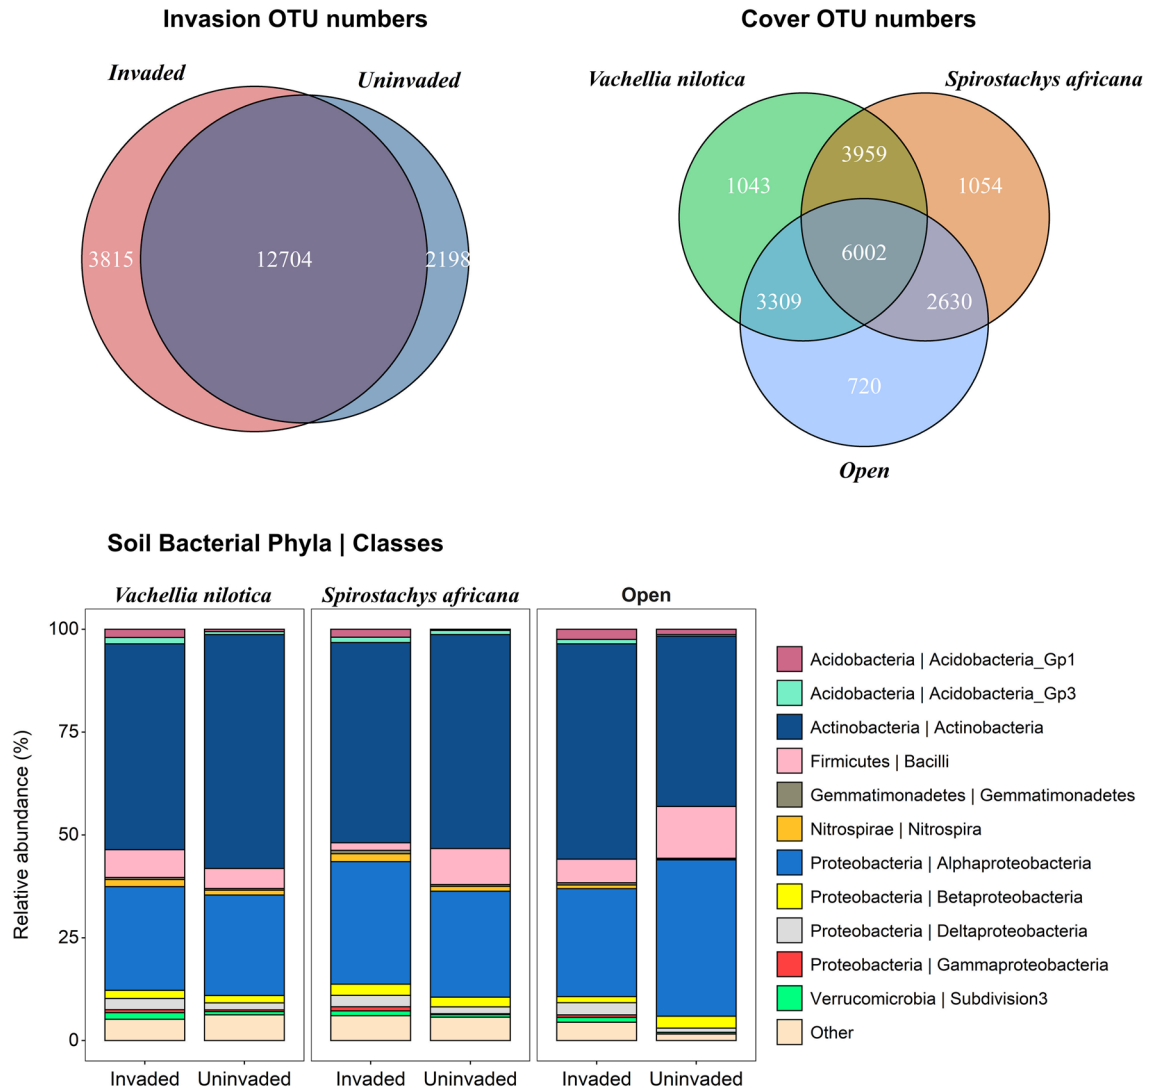 Invasion OTU numbers
Cover OTU numbers
Invaded
Uninvaded
3815
12704
2198
Vachellia nilotica
Spirostachys africana
3959
1043
1054
6002
3309
2630
720
Open
Soil Bacterial Phyla | Classes
Vachellia nilotica
Spirostachys africana
Open
Relative abundance (%)
100
75
50
25
0
Invaded
Uninvaded
Invaded
Uninvaded
Invaded
Uninvaded
Acidobacteria | Acidobacteria_Gp1
Acidobacteria | Acidobacteria_Gp3
Actinobacteria | Actinobacteria
Firmicutes | Bacilli
Gemmatimonadetes | Gemmatimonadetes
Nitrospirae | Nitrospira
Proteobacteria | Alphaproteobacteria
Proteobacteria | Betaproteobacteria
Proteobacteria | Deltaproteobacteria
Proteobacteria | Gammaproteobacteria
Verrucomicrobia | Subdivision3
Other